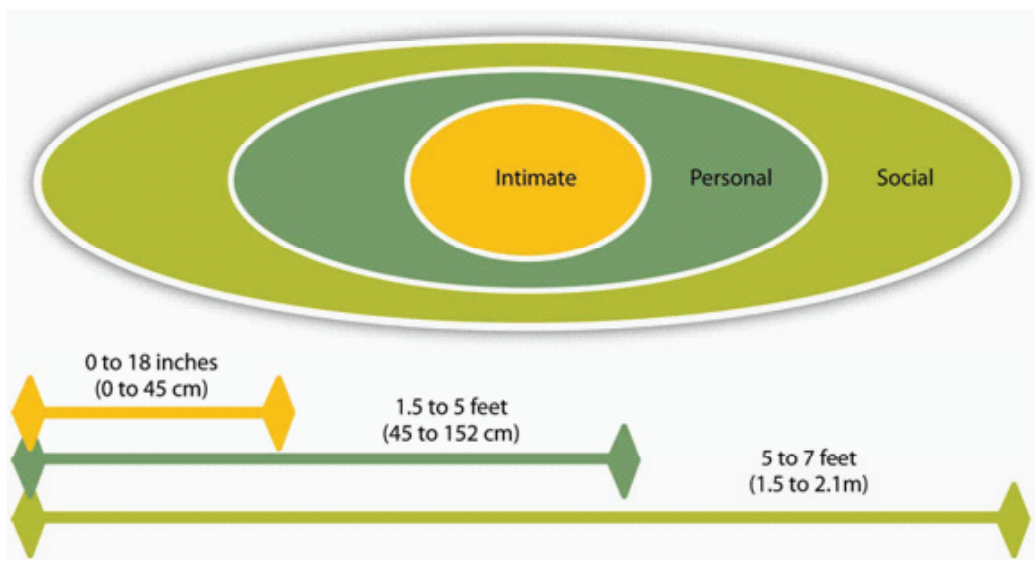 Intimate
Personal
Social
0 to 18 inches
(0 to 45 cm)
1.5 to 5 feet
(45 to 152 cm)
5 to 7 feet
(1.5 to 2.1m)